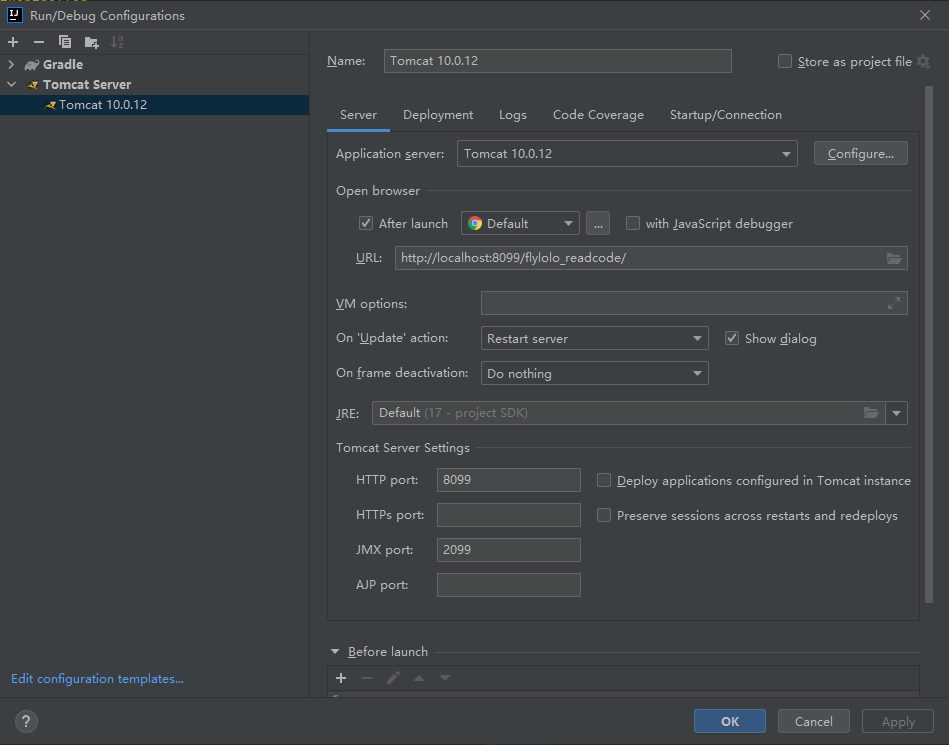 Run/Debug Configurations
Gradle
Tomcat Server
Tomcat 10.0.12
Edit configuration templates...
Name: Tomcat 10.0.12 Store as project file
Server Deployment Logs Code Coverage Startup/Connection
Application server: Tomcat 10.0.12 Configure...
Open browser
After launch Default ... with JavaScript debugger
URL: http://localhost:8099/flylolo_readcode/
VM options:
On 'Update' action: Restart server Show dialog
On frame deactivation: Do nothing
JRE: Default (17 - project SDK)
Tomcat Server Settings
HTTP port: 8099 Deploy applications configured in Tomcat instance
HTTPs port: Preserve sessions across restarts and redeploys
JMX port: 2099
AJP port:
Before launch
? OK Cancel Apply